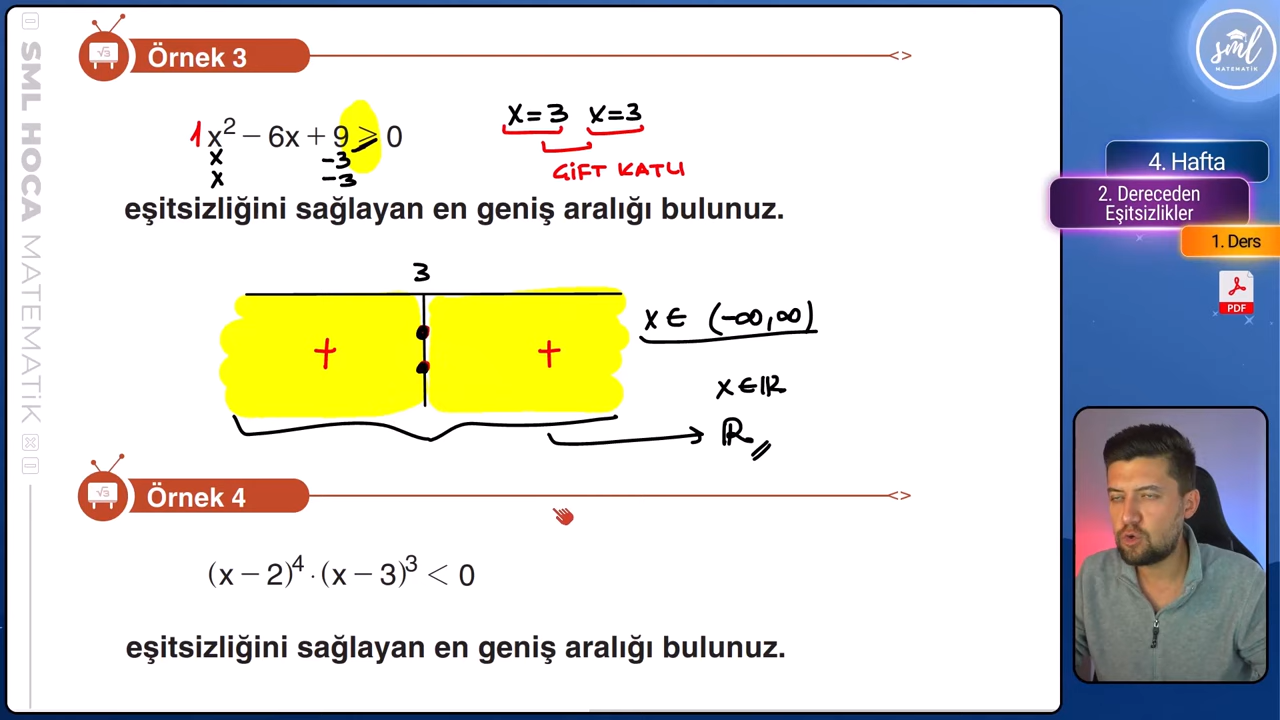 √3
Örnek 3
1x² − 6x + 9 ≥ 0
x -3
x -3
x=3 x=3
ÇİFT KATLI
eşitsizliğini sağlayan en geniş aralığı bulunuz.
3
+ +
x ∈ (-∞,∞)
x∈ℝ
ℝ
√3
Örnek 4
(x − 2)⁴ · (x − 3)³ < 0
eşitsizliğini sağlayan en geniş aralığı bulunuz.
SML HOCA MATEMATİK
sml
MATEMATİK
4. Hafta
2. Dereceden
Eşitsizlikler
1. Ders
PDF